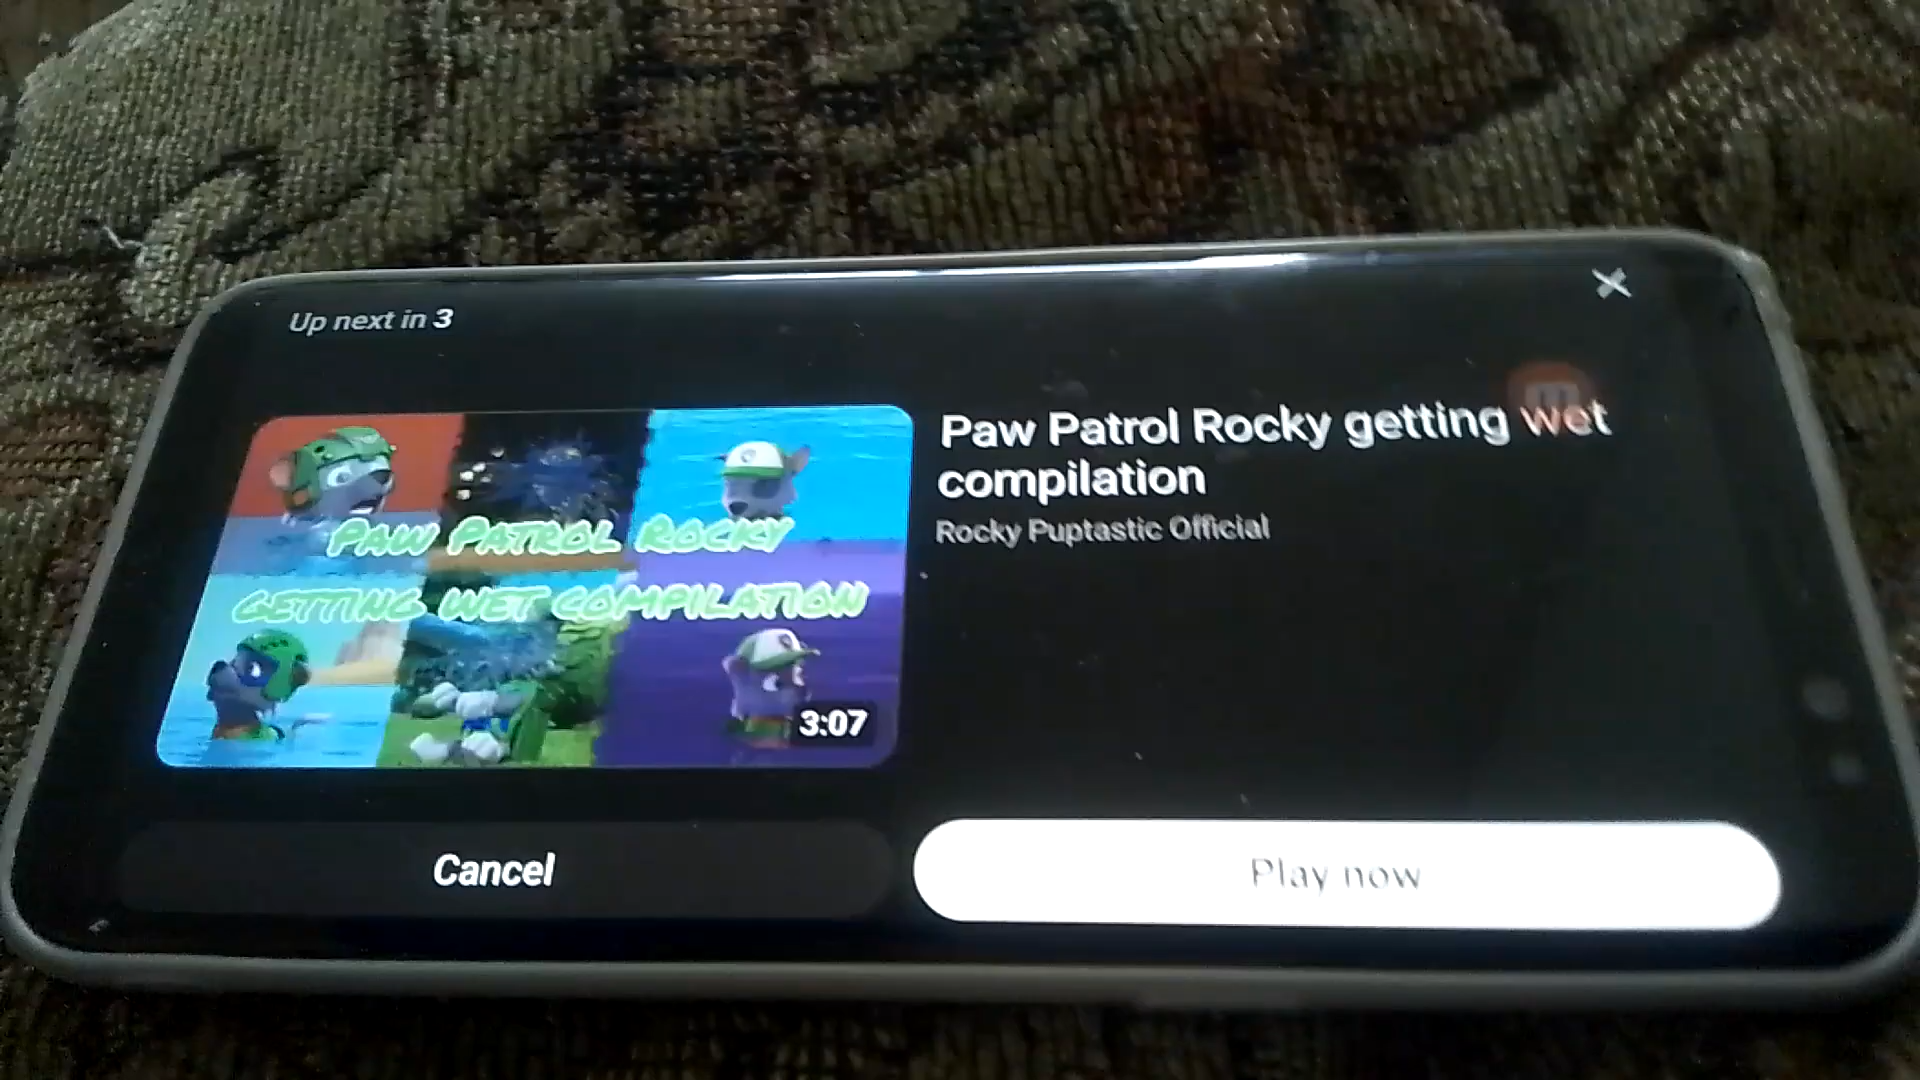 Up next in 3
Paw Patrol Rocky getting wet
compilation
Rocky Puptastic Official
PAW PATROL ROCKY
GETTING WET COMPILATION
3:07
Cancel
Play now